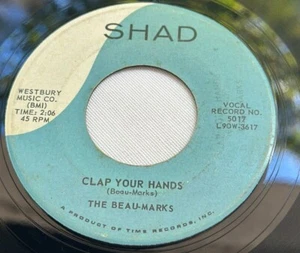 SHAD
WESTBURY
MUSIC CO.
(BMI)
TIME: 2:06
45 RPM
VOCAL
RECORD NO.
5017
L90W-3617
CLAP YOUR HANDS
(Beau-Marks)
THE BEAU-MARKS
A PRODUCT OF TIME RECORDS, INC.